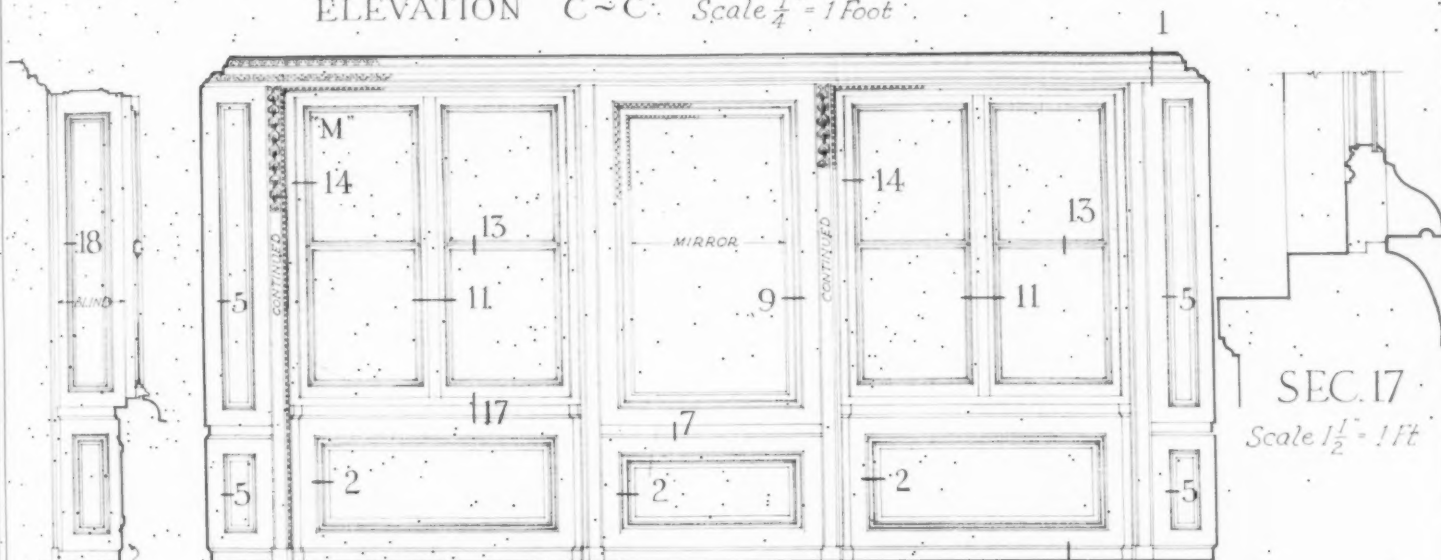 ELEVATION C~C. Scale 1/4" = 1 Foot
1
"M"
14
14
18
13
MIRROR
13
BLIND
5
CONTINUED
11
9
CONTINUED
11
5
17
7
SEC. 17
Scale 1 1/2" = 1 Ft
5
2
2
2
5